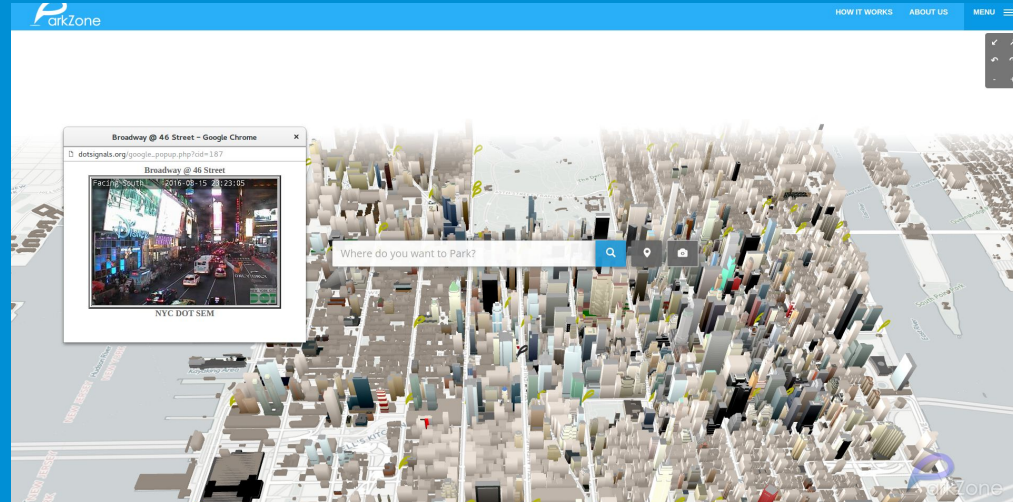 ParkZone
HOW IT WORKS
ABOUT US
MENU
Broadway @ 46 Street – Google Chrome
dotsignals.org/google_popup.php?cid=187
Broadway @ 46 Street
Facing South 2016-08-15 23:23:05
Disney
NYC DOT SEM
Where do you want to Park?
ParkZone